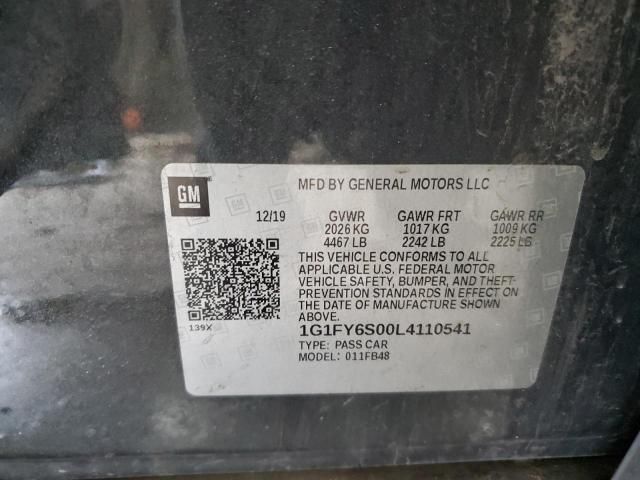 GM
MFD BY GENERAL MOTORS LLC
12/19 GVWR GAWR FRT GAWR RR
2026 KG 1017 KG 1009 KG
4467 LB 2242 LB 2225 LB
THIS VEHICLE CONFORMS TO ALL
APPLICABLE U.S. FEDERAL MOTOR
VEHICLE SAFETY, BUMPER, AND THEFT-
PREVENTION STANDARDS IN EFFECT ON
THE DATE OF MANUFACTURE SHOWN
ABOVE.
139X
1G1FY6S00L4110541
TYPE: PASS CAR
MODEL: 011FB48